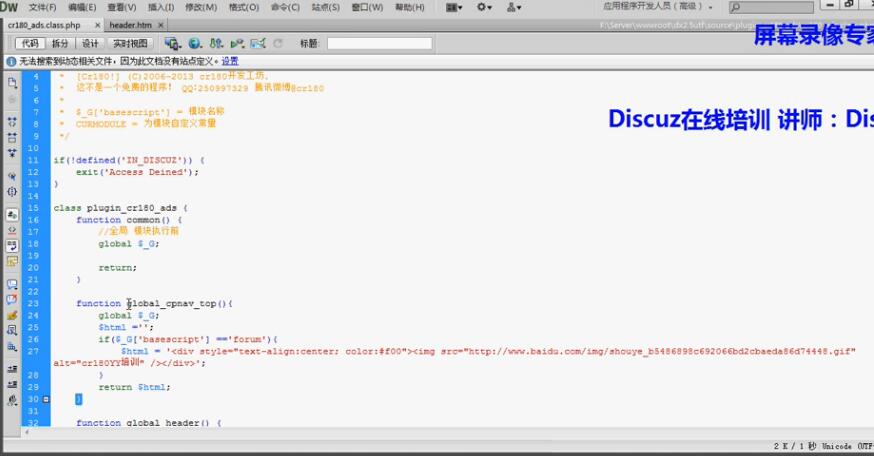 DW 文件(F) 编辑(E) 查看(V) 插入(I) 修改(M) 格式(O) 命令(C) 站点(S) 窗口(W) 帮助(H) 应用程序开发人员 (高级)
cr180_ads.class.php × header.htm × F:\Server\wwwroot\dx2.5utf\source\plugin
屏幕录像专家
代码 拆分 设计 实时视图 标题:
无法搜索到动态相关文件，因为此文档没有站点定义。设置
4 * [Cr180!] (C)2006-2013 cr180开发工坊.
5 * 这不是一个免费的程序! QQ:250997329 腾讯微博@cr180
6 *
7 * $_G['basescript'] = 模块名称
8 * CURMODULE = 为模块自定义常量
9 */
10
11 if(!defined('IN_DISCUZ')) {
12 exit('Access Deined');
13 }
14
15 class plugin_cr180_ads {
16 function common() {
17 //全局 模块执行前
18 global $_G;
19
20 return;
21 }
22
23 function global_cpnav_top(){
24 global $_G;
25 $html ='';
26 if($_G['basescript'] =='forum'){
27 $html = '<div style="text-align:center; color:#f00"><img src="http://www.baidu.com/img/shouye_b5486898c692066bd2cbaeda86d74448.gif"
alt="cr180YY培训" /></div>';
28 }
29 return $html;
30 }
31
32 function global_header() {
Discuz在线培训 讲师：Dis
2 K / 1 秒 Unicode (UTF-